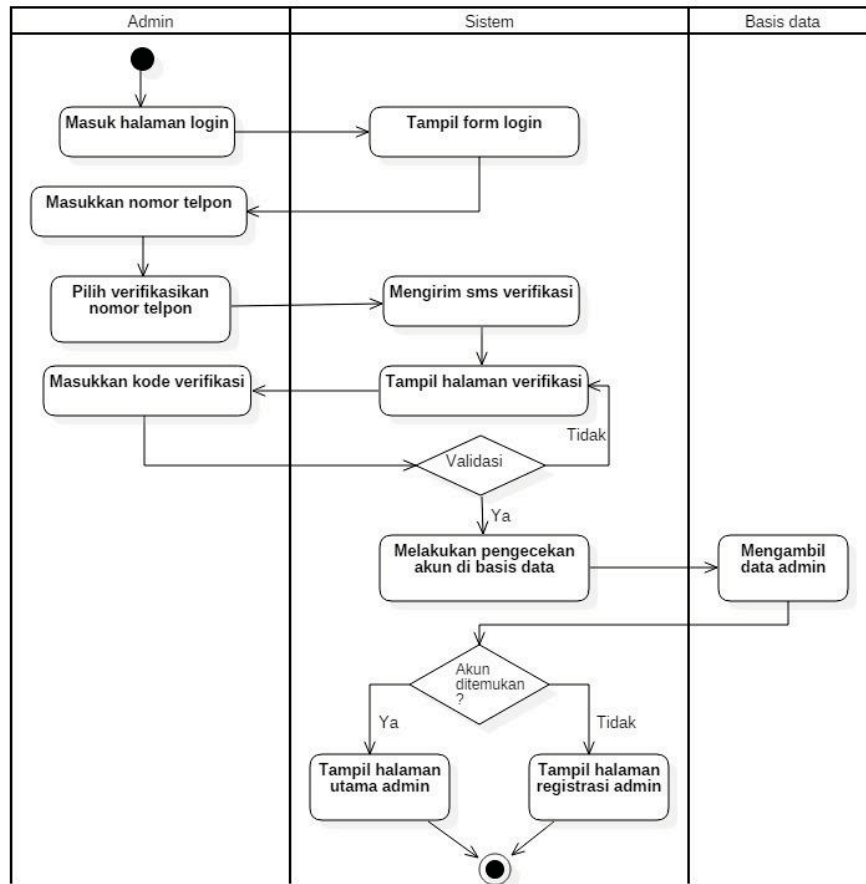 Admin
Sistem
Basis data
Masuk halaman login
Tampil form login
Masukkan nomor telpon
Pilih verifikasikan
nomor telpon
Mengirim sms verifikasi
Masukkan kode verifikasi
Tampil halaman verifikasi
Tidak
Validasi
Ya
Melakukan pengecekan
akun di basis data
Mengambil
data admin
Akun
ditemukan
?
Ya
Tidak
Tampil halaman
utama admin
Tampil halaman
registrasi admin